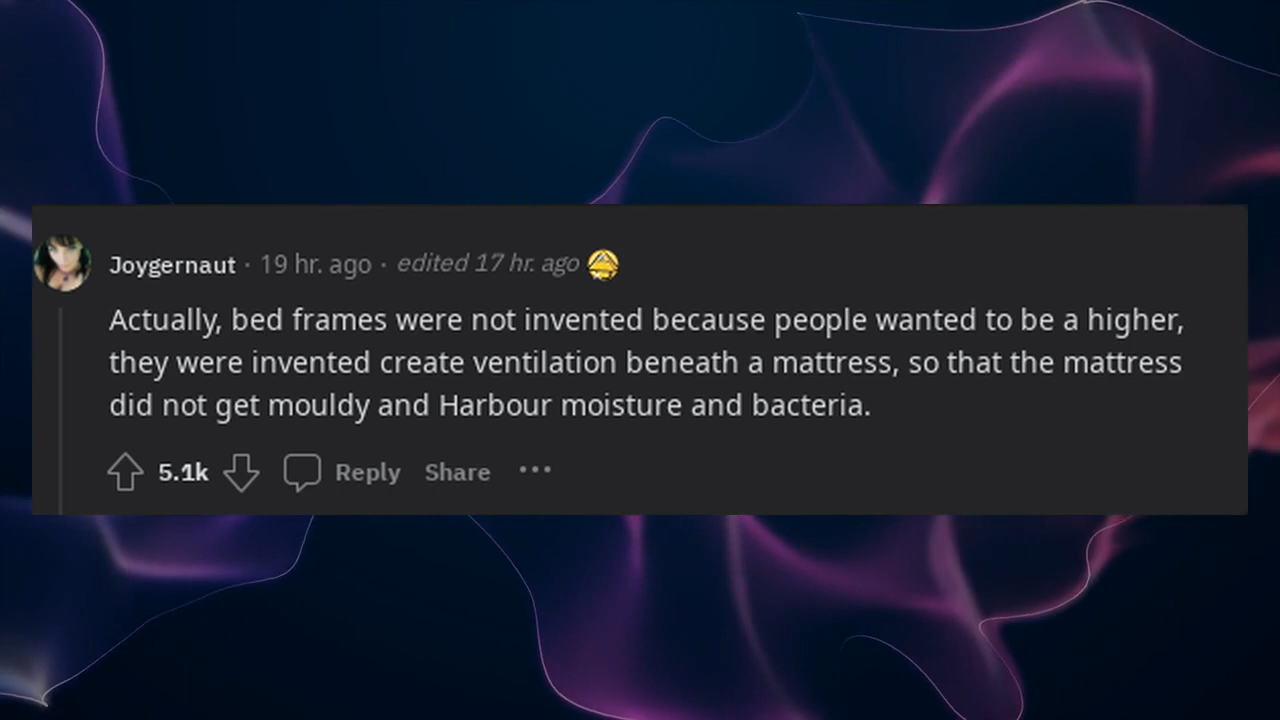 Joygernaut · 19 hr. ago · edited 17 hr. ago
Actually, bed frames were not invented because people wanted to be a higher,
they were invented create ventilation beneath a mattress, so that the mattress
did not get mouldy and Harbour moisture and bacteria.
5.1k Reply Share ···